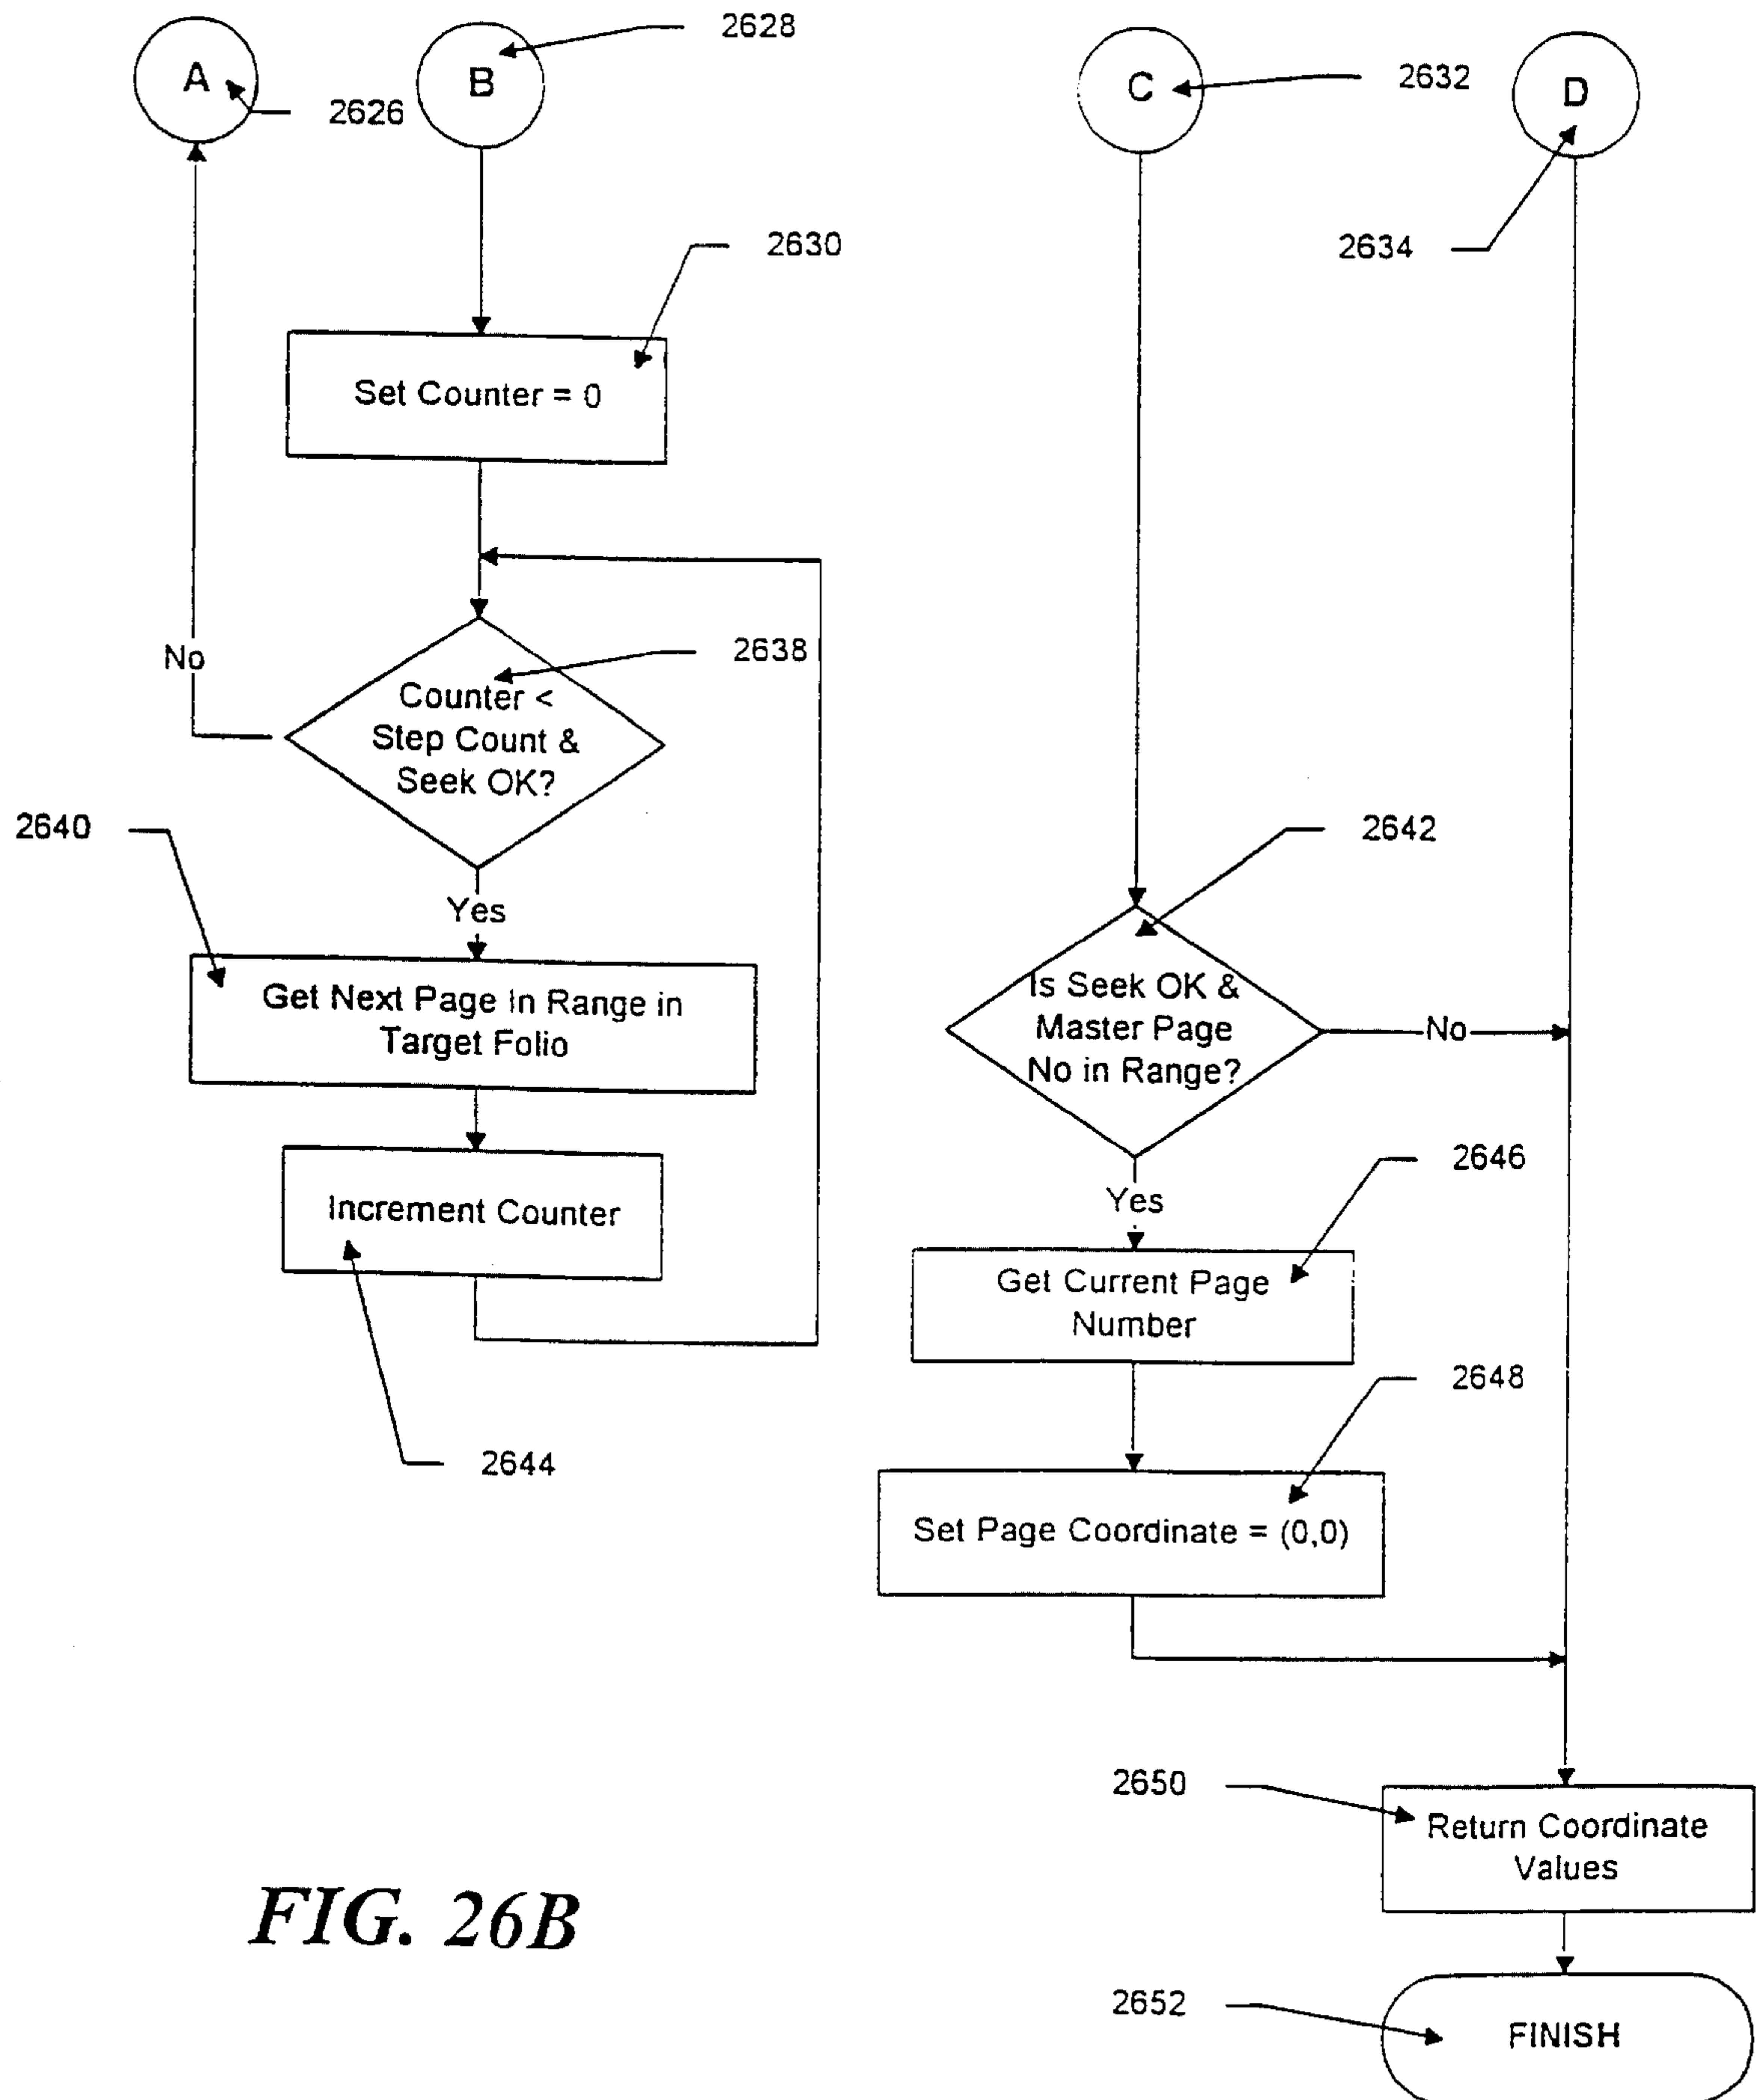 A
2626
B
2628
C
2632
D
2634
2630
Set Counter = 0
No
2638
Counter <
Step Count &
Seek OK?
2640
Yes
Get Next Page In Range in
Target Folio
Increment Counter
2644
2642
Is Seek OK &
Master Page
No in Range?
No
Yes
2646
Get Current Page
Number
2648
Set Page Coordinate = (0,0)
2650
Return Coordinate
Values
2652
FINISH
FIG. 26B